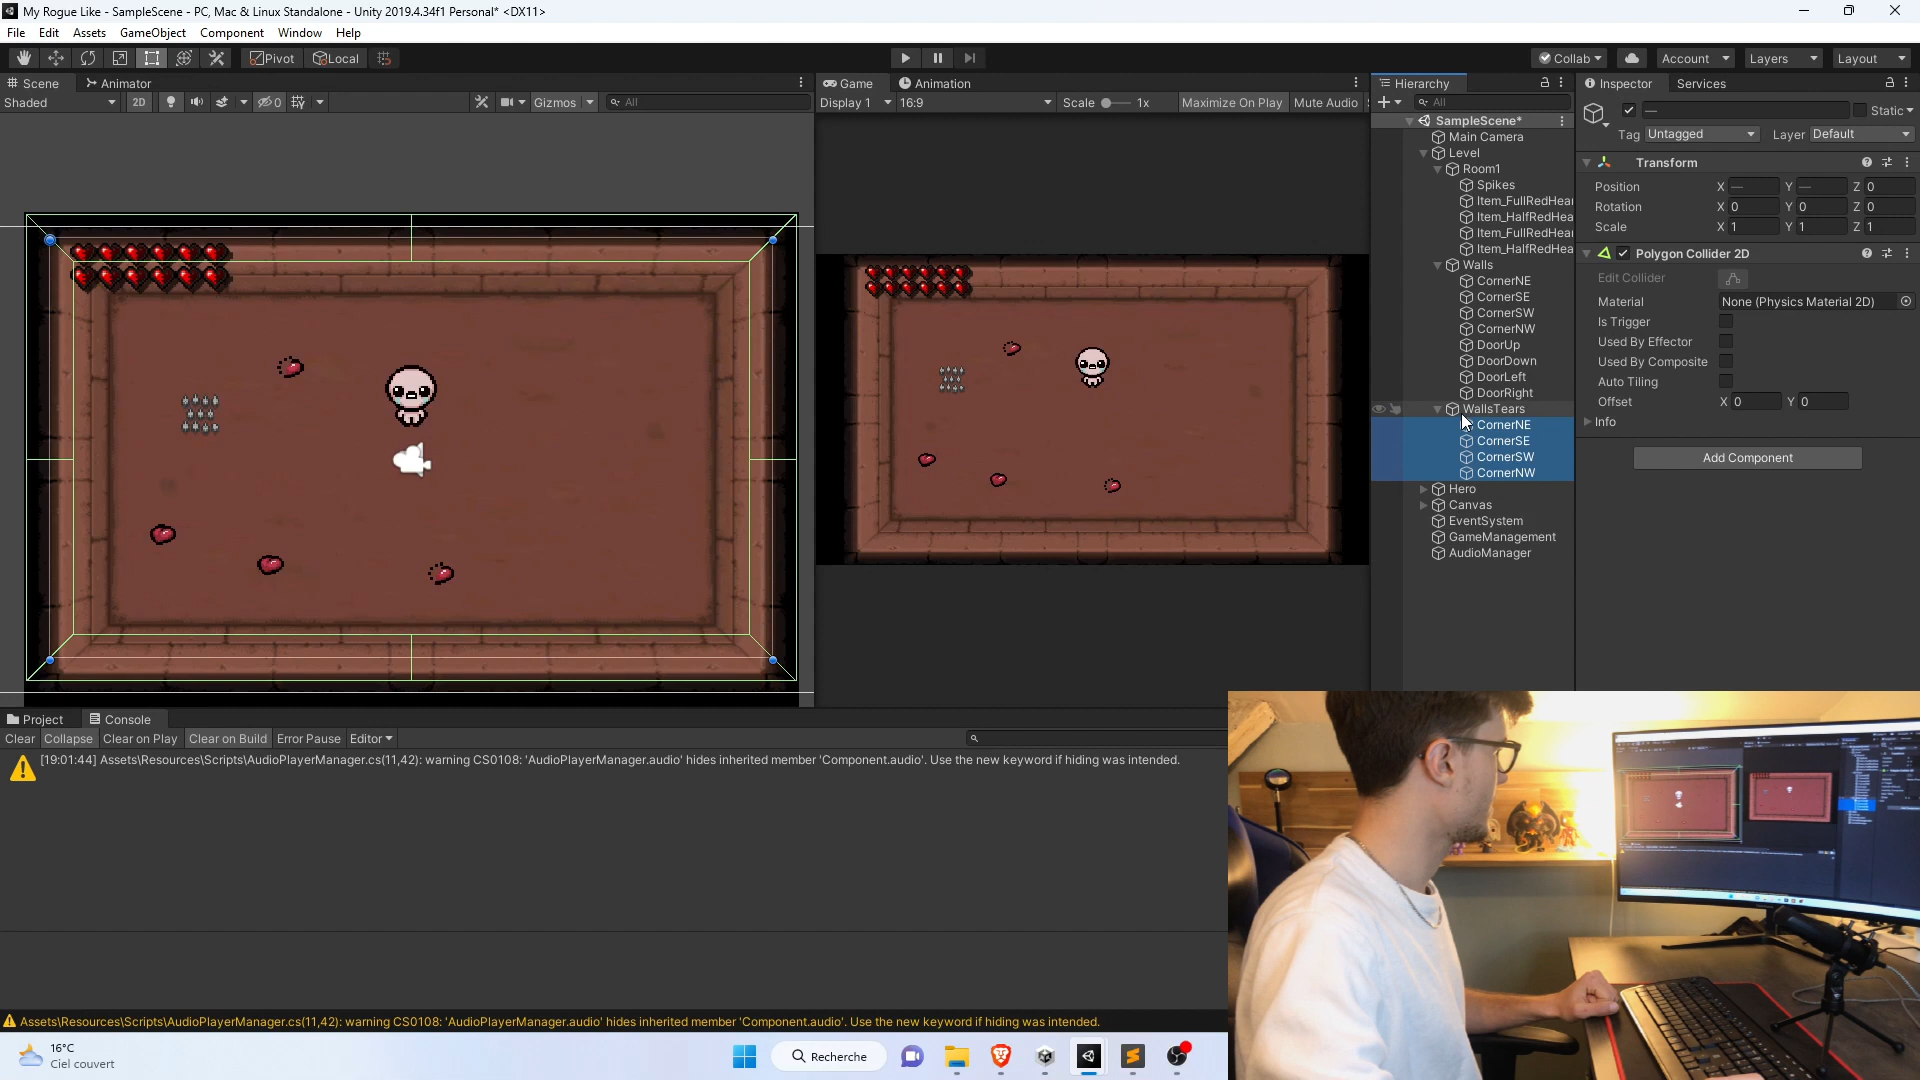 My Rogue Like - SampleScene - PC, Mac & Linux Standalone - Unity 2019.4.34f1 Personal* <DX11>
File Edit Assets GameObject Component Window Help
Pivot Local Collab Account Layers Layout
Scene Animator Game Animation Hierarchy Inspector Services
Shaded 2D 0 Gizmos All Display 1 16:9 Scale 1x Maximize On Play Mute Audio All
— Static
SampleScene*
Main Camera
Level
Room1
Spikes
Item_FullRedHear
Item_HalfRedHea
Item_FullRedHear
Item_HalfRedHea
Walls
CornerNE
CornerSE
CornerSW
CornerNW
DoorUp
DoorDown
DoorLeft
DoorRight
WallsTears
CornerNE
CornerSE
CornerSW
CornerNW
Hero
Canvas
EventSystem
GameManagement
AudioManager
Tag Untagged Layer Default
Transform
Position X — Y — Z 0
Rotation X 0 Y 0 Z 0
Scale X 1 Y 1 Z 1
Polygon Collider 2D
Edit Collider
Material None (Physics Material 2D)
Is Trigger
Used By Effector
Used By Composite
Auto Tiling
Offset X 0 Y 0
Info
Add Component
Project Console
Clear Collapse Clear on Play Clear on Build Error Pause Editor
[19:01:44] Assets\Resources\Scripts\AudioPlayerManager.cs(11,42): warning CS0108: 'AudioPlayerManager.audio' hides inherited member 'Component.audio'. Use the new keyword if hiding was intended.
Assets\Resources\Scripts\AudioPlayerManager.cs(11,42): warning CS0108: 'AudioPlayerManager.audio' hides inherited member 'Component.audio'. Use the new keyword if hiding was intended.
16°C
Ciel couvert
Recherche